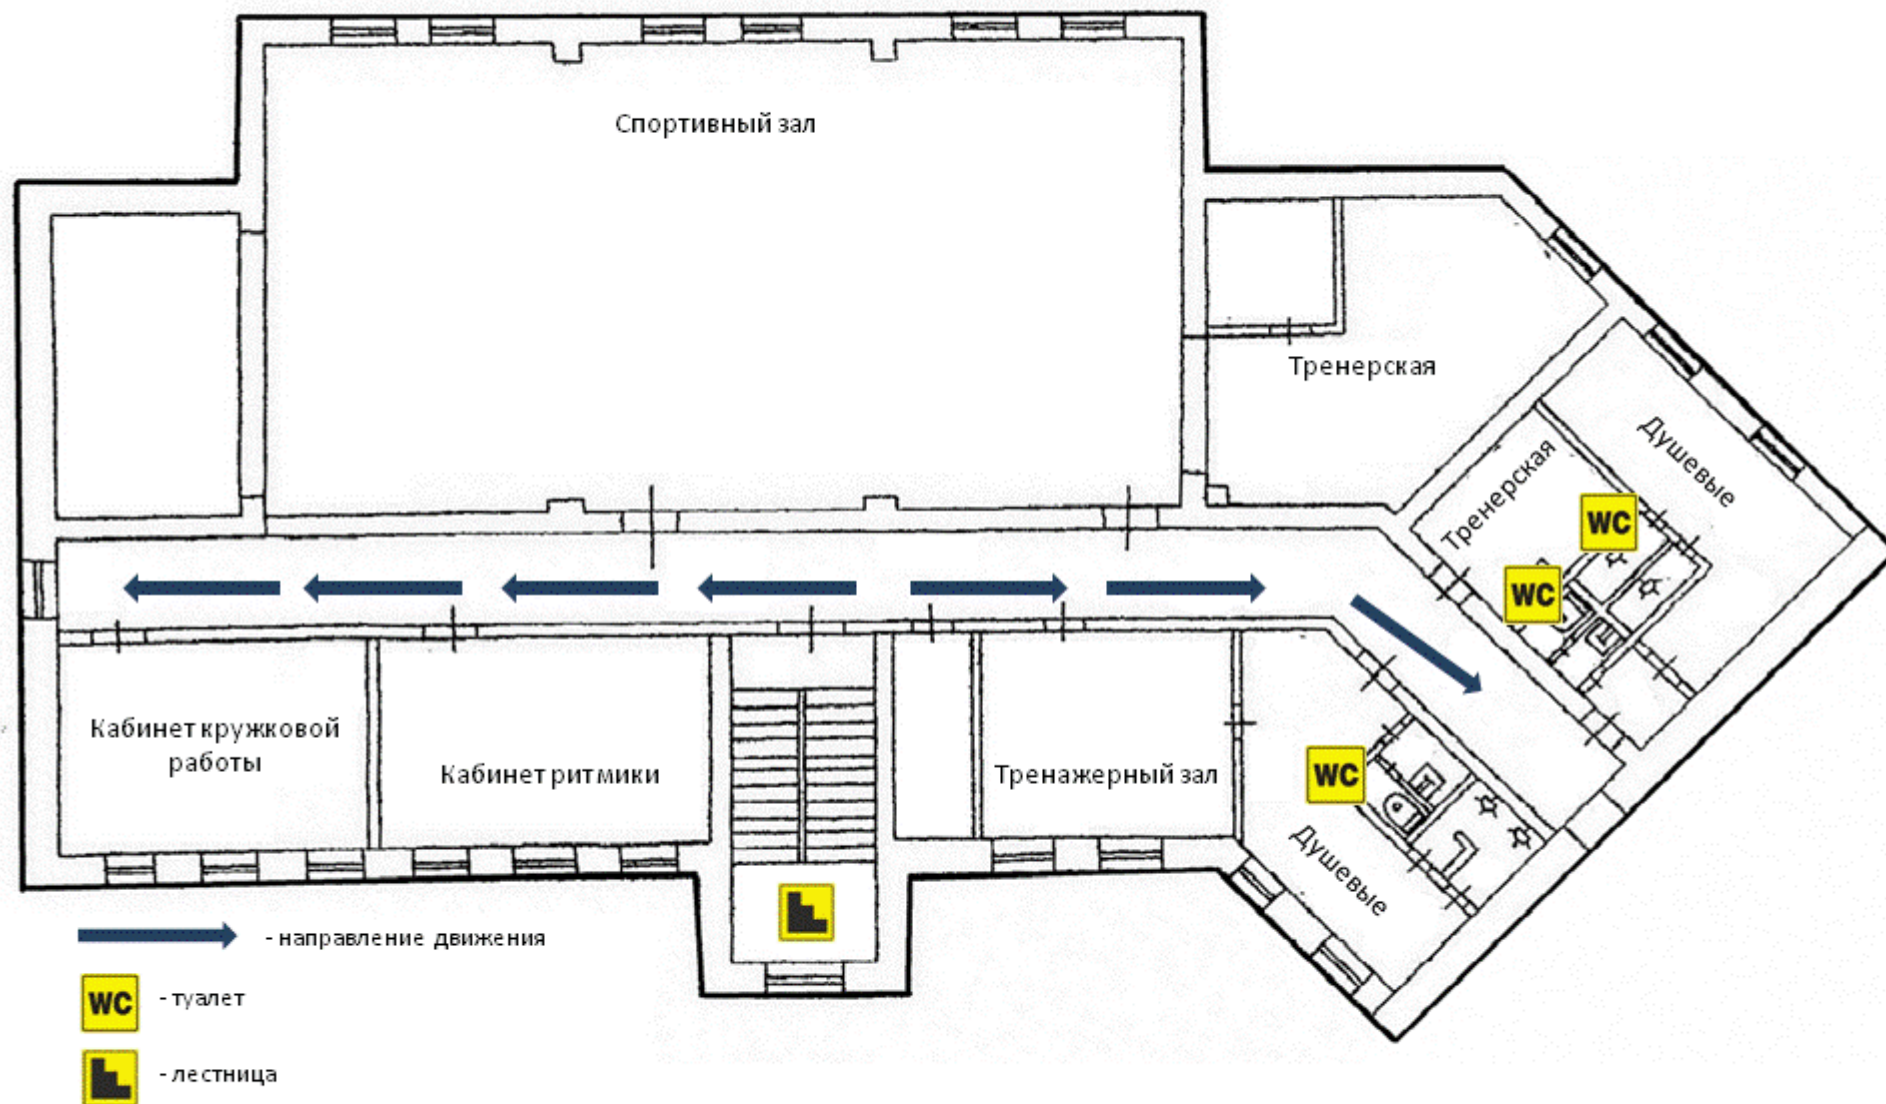 Спортивный зал
Тренерская
Душевые
Тренерская
WC
WC
Кабинет кружковой
работы
Кабинет ритмики
Тренажерный зал
WC
Душевые
- направление движения
WC - туалет
- лестница